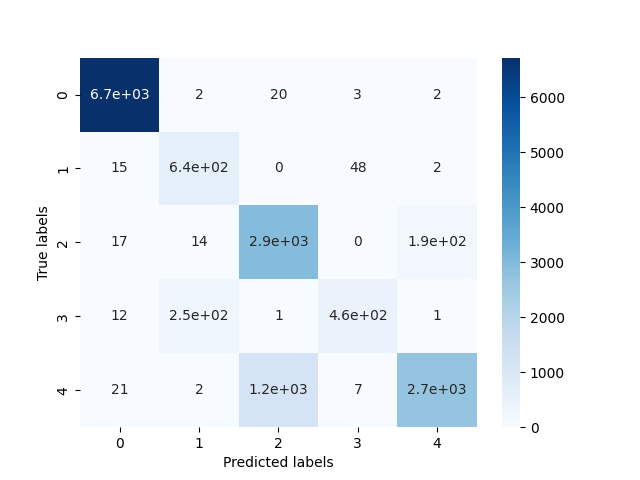 0 6.7e+03 2 20 3 2
1 15 6.4e+02 0 48 2
2 17 14 2.9e+03 0 1.9e+02
3 12 2.5e+02 1 4.6e+02 1
4 21 2 1.2e+03 7 2.7e+03
0 1 2 3 4
Predicted labels
True labels
6000
5000
4000
3000
2000
1000
0